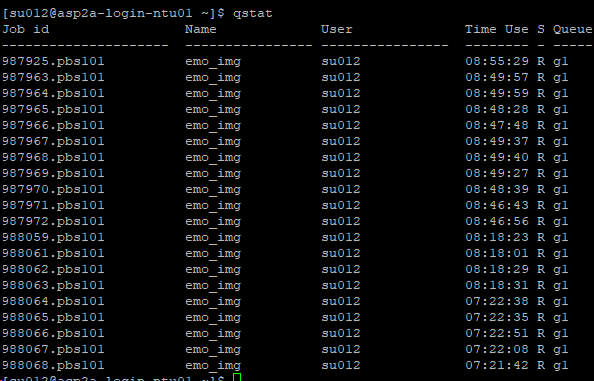 [su012@asp2a-login-ntu01 ~]$ qstat
Job id                 Name             User              Time Use S Queue
---------------------  ---------------- ----------------  -------- - -----
987925.pbs101          emo_img          su012             08:55:29 R g1
987963.pbs101          emo_img          su012             08:49:57 R g1
987964.pbs101          emo_img          su012             08:49:59 R g1
987965.pbs101          emo_img          su012             08:48:28 R g1
987966.pbs101          emo_img          su012             08:47:48 R g1
987967.pbs101          emo_img          su012             08:49:37 R g1
987968.pbs101          emo_img          su012             08:49:40 R g1
987969.pbs101          emo_img          su012             08:49:27 R g1
987970.pbs101          emo_img          su012             08:48:39 R g1
987971.pbs101          emo_img          su012             08:46:43 R g1
987972.pbs101          emo_img          su012             08:46:56 R g1
988059.pbs101          emo_img          su012             08:18:23 R g1
988061.pbs101          emo_img          su012             08:18:01 R g1
988062.pbs101          emo_img          su012             08:18:29 R g1
988063.pbs101          emo_img          su012             08:18:31 R g1
988064.pbs101          emo_img          su012             07:22:38 R g1
988065.pbs101          emo_img          su012             07:22:35 R g1
988066.pbs101          emo_img          su012             07:22:51 R g1
988067.pbs101          emo_img          su012             07:22:08 R g1
988068.pbs101          emo_img          su012             07:21:42 R g1
[su012@asp2a-login-ntu01 ~]$